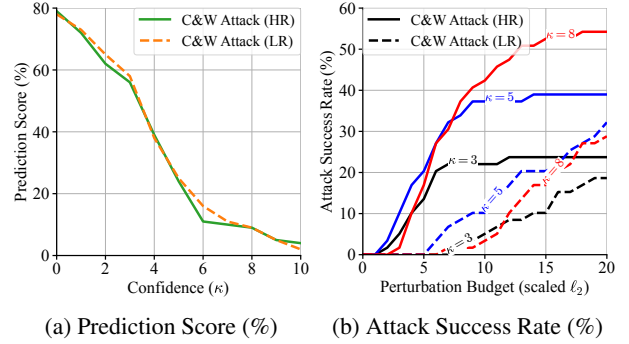 80
60
40
20
0
0
2
4
6
8
10
Prediction Score (%)
Confidence (κ)
C&W Attack (HR)
C&W Attack (LR)
60
50
40
30
20
10
0
0
5
10
15
20
Attack Success Rate (%)
Perturbation Budget (scaled ℓ₂)
C&W Attack (HR)
C&W Attack (LR)
κ = 8
κ = 5
κ = 3
κ = 5
κ = 8
κ = 3
(a) Prediction Score (%)
(b) Attack Success Rate (%)